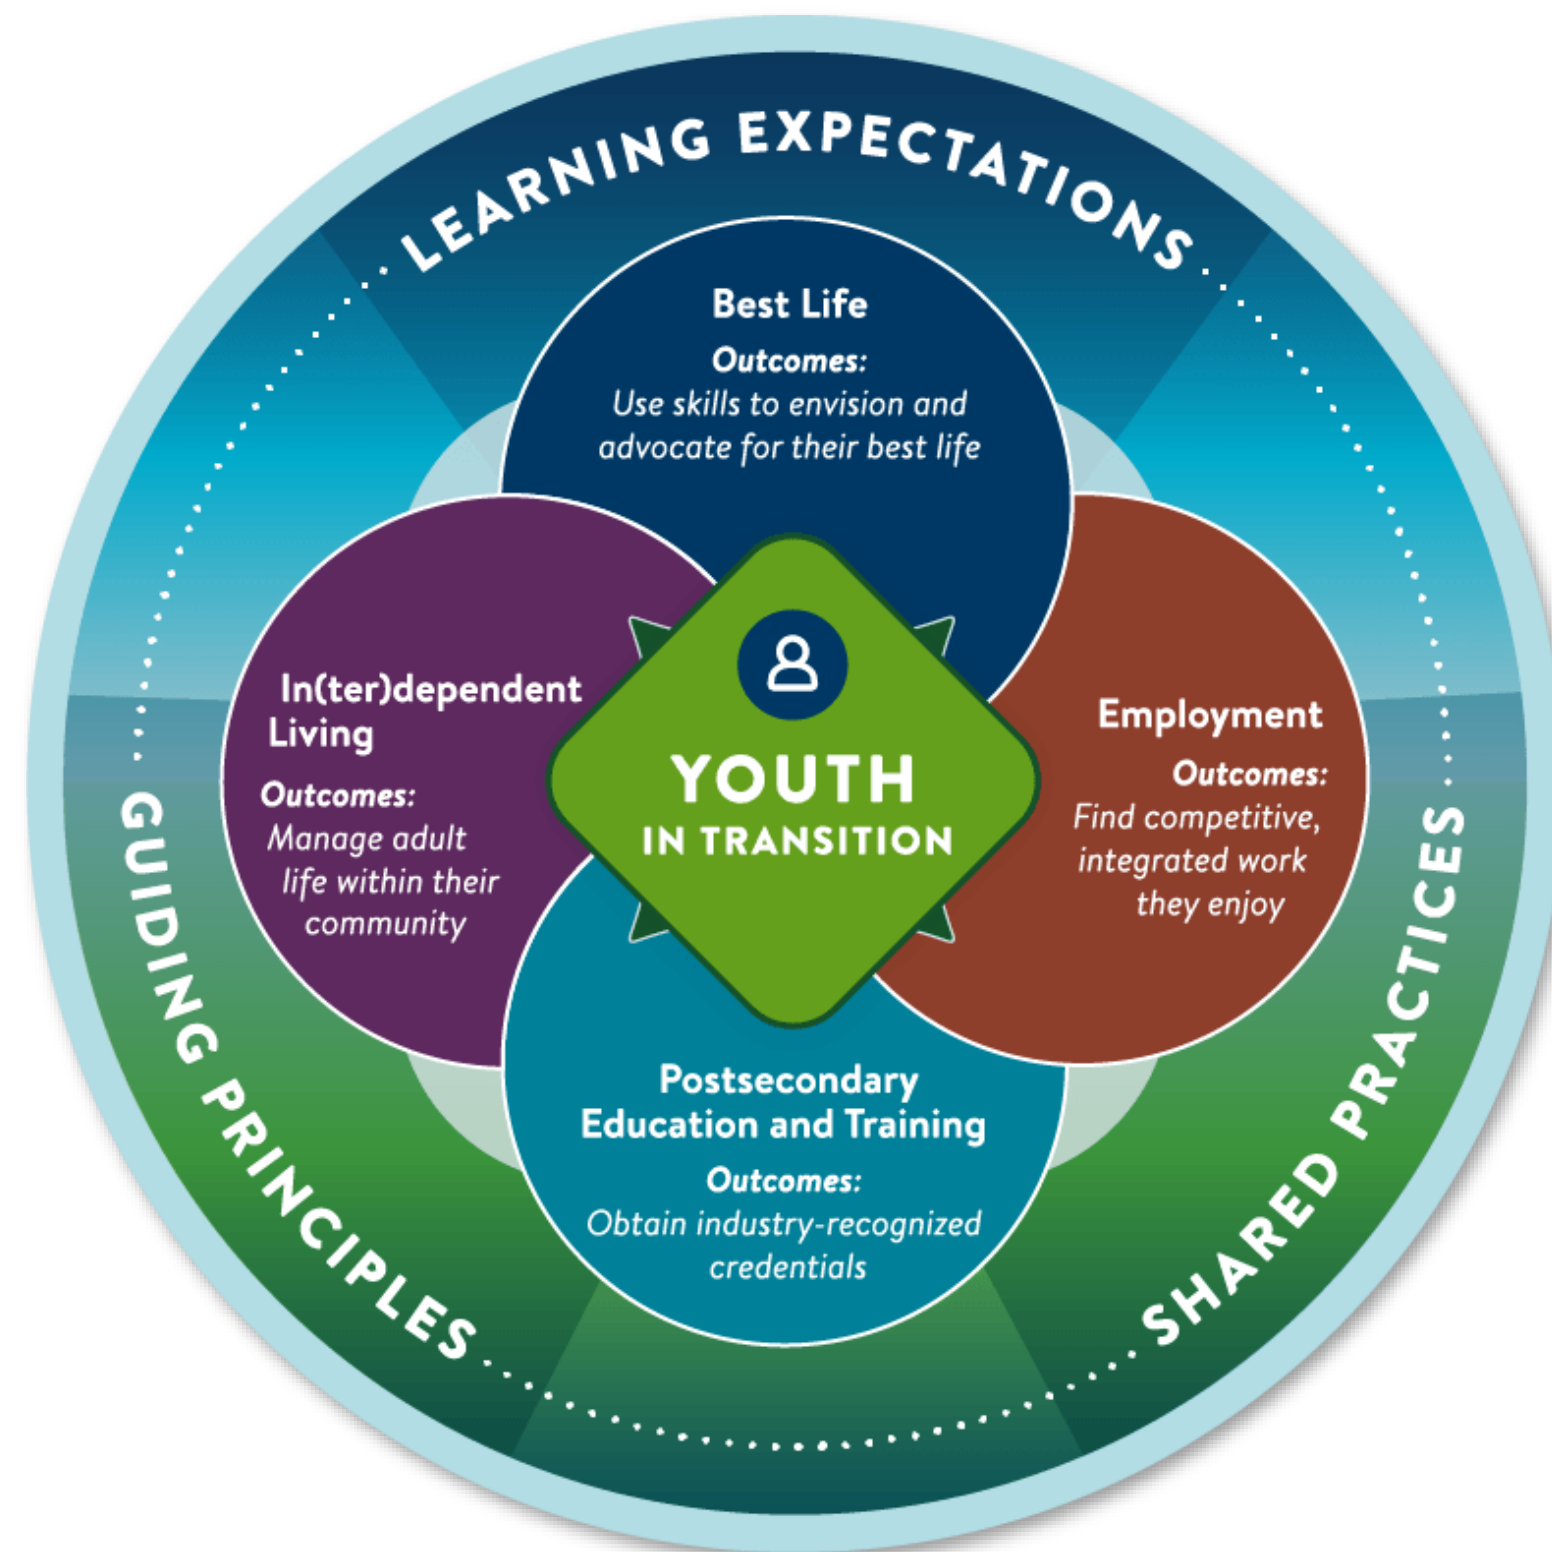 LEARNING EXPECTATIONS
Best Life
Outcomes:
Use skills to envision and
advocate for their best life
In(ter)dependent
Living
Outcomes:
Manage adult
life within their
community
YOUTH
IN TRANSITION
Employment
Outcomes:
Find competitive,
integrated work
they enjoy
Postsecondary
Education and Training
Outcomes:
Obtain industry-recognized
credentials
GUIDING PRINCIPLES
SHARED PRACTICES